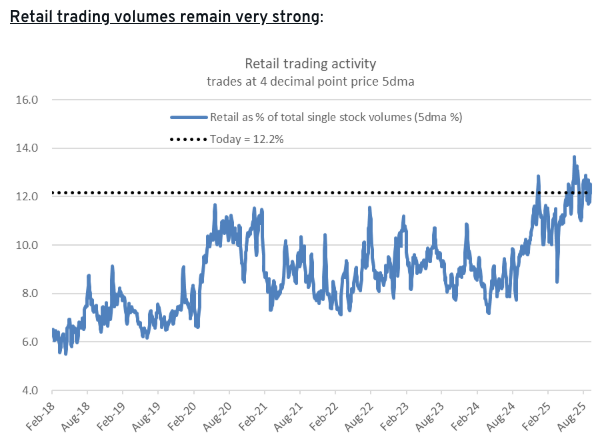 Retail trading volumes remain very strong:
Retail trading activity
trades at 4 decimal point price 5dma
Retail as % of total single stock volumes (5dma %)
Today = 12.2%
16.0
14.0
12.0
10.0
8.0
6.0
4.0
Feb-18
Aug-18
Feb-19
Aug-19
Feb-20
Aug-20
Feb-21
Aug-21
Feb-22
Aug-22
Feb-23
Aug-23
Feb-24
Aug-24
Feb-25
Aug-25